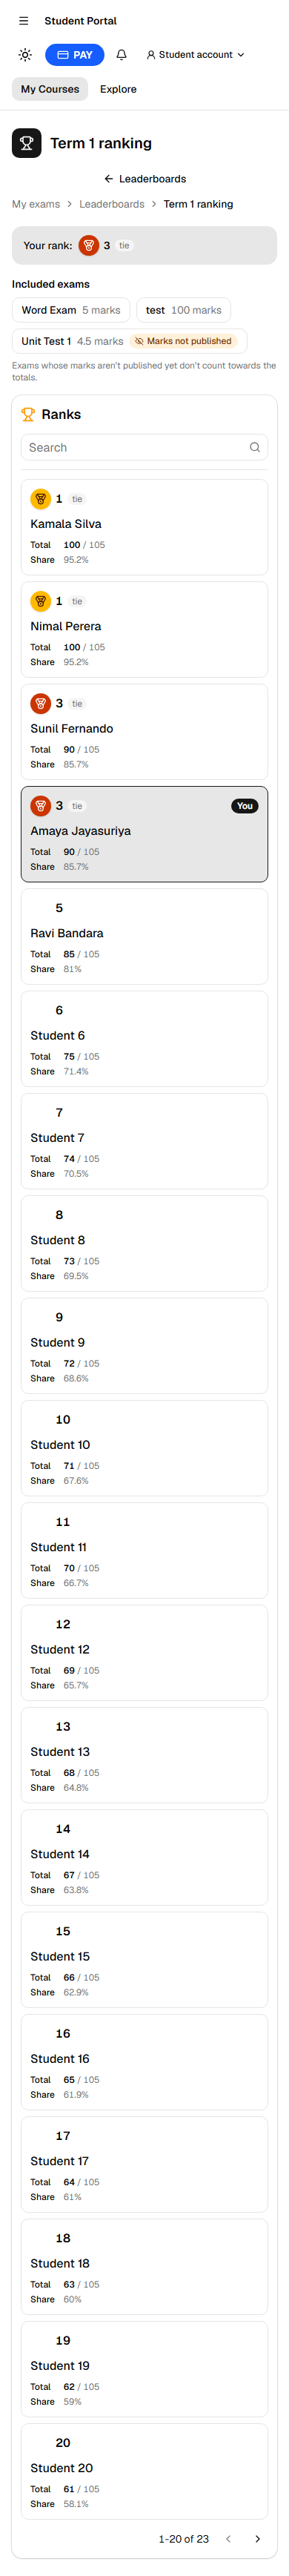 Student Portal
PAY
Student account
My Courses Explore
Term 1 ranking
Leaderboards
My exams Leaderboards Term 1 ranking
Your rank: 3 tie
Included exams
Word Exam 5 marks test 100 marks
Unit Test 1 4.5 marks Marks not published
Exams whose marks aren't published yet don't count towards the
totals.
Ranks
Search
1 tie
Kamala Silva
Total 100 / 105
Share 95.2%
1 tie
Nimal Perera
Total 100 / 105
Share 95.2%
3 tie
Sunil Fernando
Total 90 / 105
Share 85.7%
3 tie You
Amaya Jayasuriya
Total 90 / 105
Share 85.7%
5
Ravi Bandara
Total 85 / 105
Share 81%
6
Student 6
Total 75 / 105
Share 71.4%
7
Student 7
Total 74 / 105
Share 70.5%
8
Student 8
Total 73 / 105
Share 69.5%
9
Student 9
Total 72 / 105
Share 68.6%
10
Student 10
Total 71 / 105
Share 67.6%
11
Student 11
Total 70 / 105
Share 66.7%
12
Student 12
Total 69 / 105
Share 65.7%
13
Student 13
Total 68 / 105
Share 64.8%
14
Student 14
Total 67 / 105
Share 63.8%
15
Student 15
Total 66 / 105
Share 62.9%
16
Student 16
Total 65 / 105
Share 61.9%
17
Student 17
Total 64 / 105
Share 61%
18
Student 18
Total 63 / 105
Share 60%
19
Student 19
Total 62 / 105
Share 59%
20
Student 20
Total 61 / 105
Share 58.1%
1-20 of 23